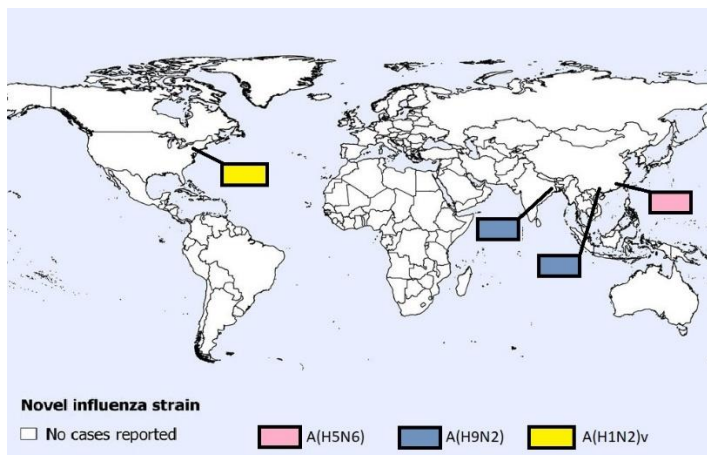 Novel influenza strain
No cases reported
A(H5N6)
A(H9N2)
A(H1N2)v